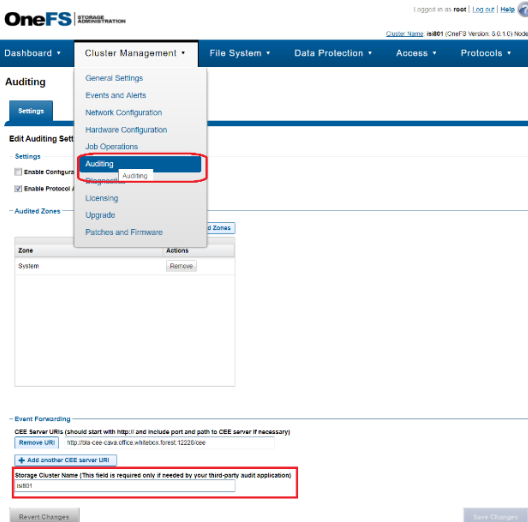 OneFS STORAGE ADMINISTRATION
Logged in as root | Log out | Help
Cluster Name: isi801 (OneFS Version: 8.0.1.0) Node
Dashboard ▾ Cluster Management ▾ File System ▾ Data Protection ▾ Access ▾ Protocols ▾
Auditing
General Settings
Events and Alerts
Network Configuration
Hardware Configuration
Job Operations
Auditing
Auditing
Diagnostics
Licensing
Upgrade
Patches and Firmware
Settings
Edit Auditing Sett
Settings
Enable Configura
Enable Protocol A
Audited Zones
d Zones
Zone Actions
System Remove
Event Forwarding
CEE Server URIs (should start with http:// and include port and path to CEE server if necessary)
Remove URI http://bla-cee-cava.office.whitebox.forest:12228/cee
+ Add another CEE server URI
Storage Cluster Name (This field is required only if needed by your third-party audit application)
isi801
Revert Changes Save Changes